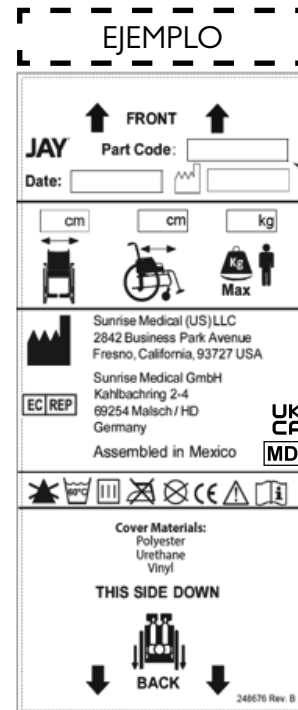 EJEMPLO
FRONT
JAY Part Code:
Date:
cm cm kg
Kg
Max
Sunrise Medical (US) LLC
2842 Business Park Avenue
Fresno, California, 93727 USA
Sunrise Medical GmbH
Kahlbachring 2-4
EC REP
69254 Malsch / HD
Germany
UK
CA
Assembled in Mexico
MD
60°C
CE
i
Cover Materials:
Polyester
Urethane
Vinyl
THIS SIDE DOWN
BACK
248676 Rev. B